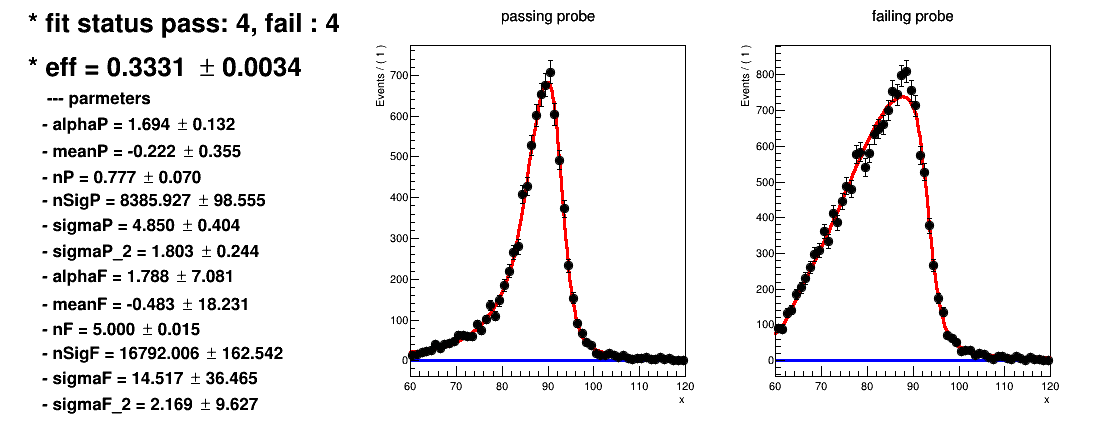 * fit status pass: 4, fail : 4
* eff = 0.3331 ± 0.0034
--- parmeters
- alphaP = 1.694 ± 0.132
- meanP = -0.222 ± 0.355
- nP = 0.777 ± 0.070
- nSigP = 8385.927 ± 98.555
- sigmaP = 4.850 ± 0.404
- sigmaP_2 = 1.803 ± 0.244
- alphaF = 1.788 ± 7.081
- meanF = -0.483 ± 18.231
- nF = 5.000 ± 0.015
- nSigF = 16792.006 ± 162.542
- sigmaF = 14.517 ± 36.465
- sigmaF_2 = 2.169 ± 9.627
passing probe
Events / ( 1 )
700
600
500
400
300
200
100
0
60 70 80 90 100 110 120
x
failing probe
Events / ( 1 )
800
700
600
500
400
300
200
100
0
60 70 80 90 100 110 120
x